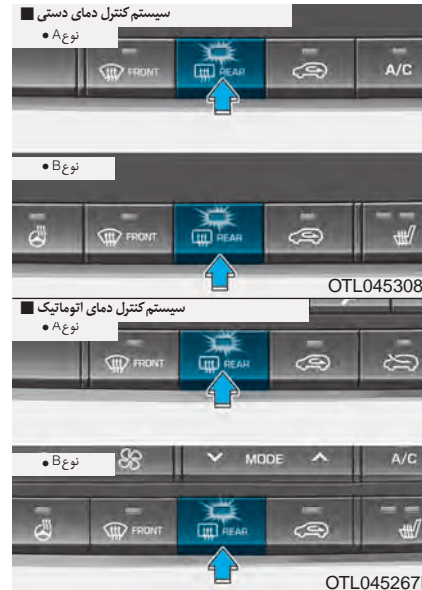 ■ سیستم کنترل دمای دستی
• نوع A
FRONT REAR A/C
• نوع B
FRONT REAR
OTL045308
■ سیستم کنترل دمای اتوماتیک
• نوع A
FRONT REAR
• نوع B
MODE A/C
FRONT REAR
OTL045267